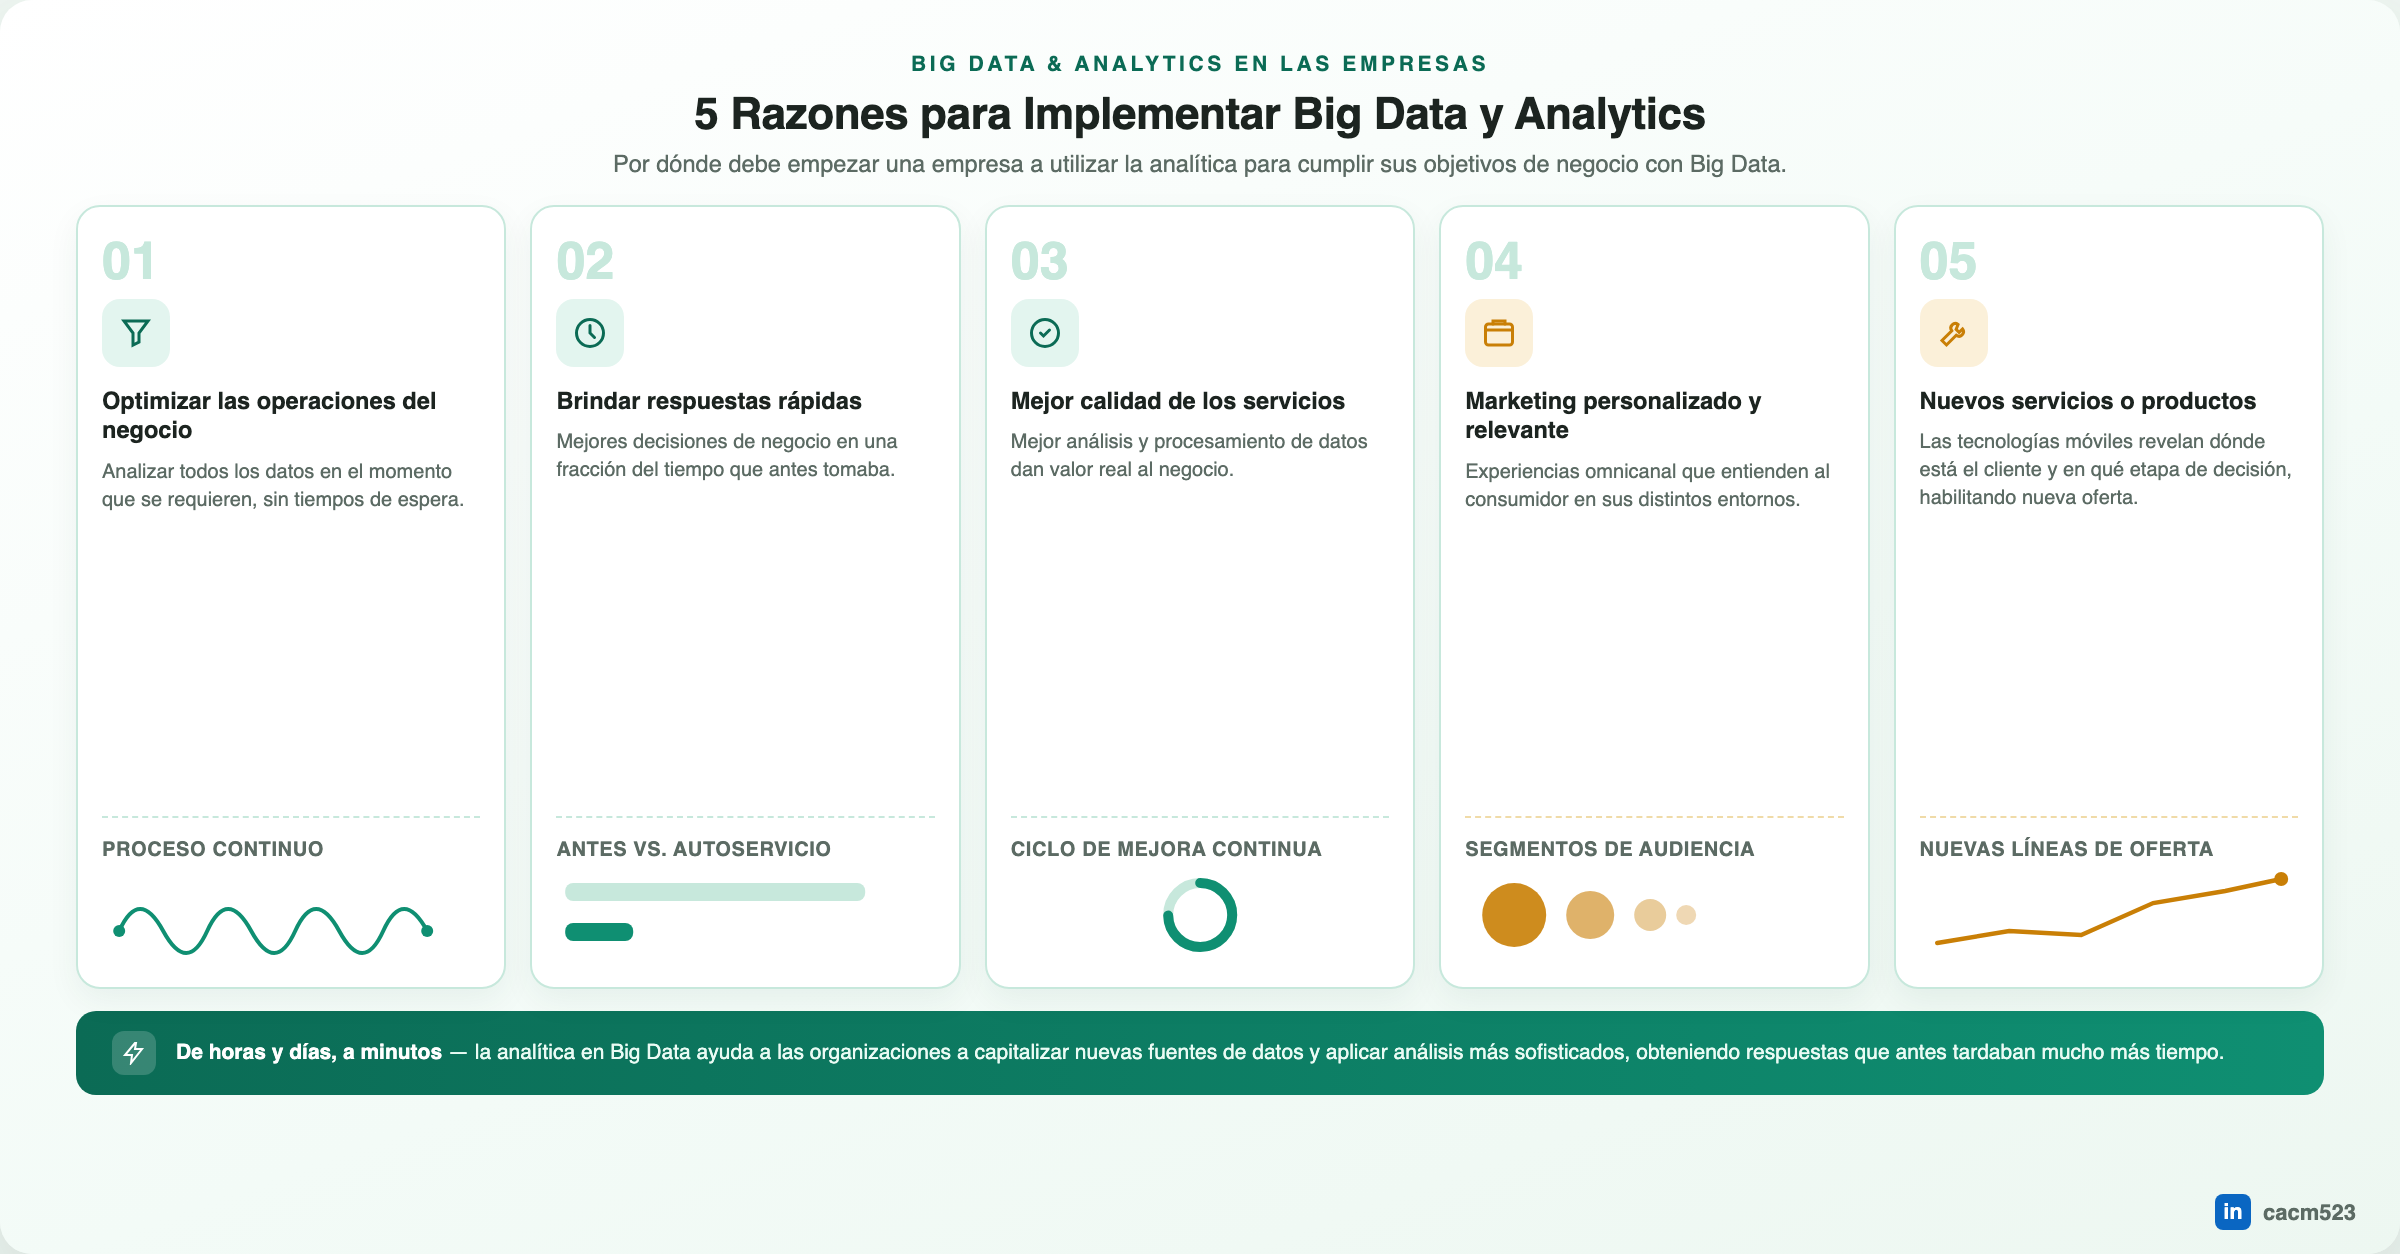 BIG DATA & ANALYTICS EN LAS EMPRESAS
5 Razones para Implementar Big Data y Analytics
Por dónde debe empezar una empresa a utilizar la analítica para cumplir sus objetivos de negocio con Big Data.
01
Optimizar las operaciones del
negocio
Analizar todos los datos en el momento
que se requieren, sin tiempos de espera.
PROCESO CONTINUO
02
Brindar respuestas rápidas
Mejores decisiones de negocio en una
fracción del tiempo que antes tomaba.
ANTES VS. AUTOSERVICIO
03
Mejor calidad de los servicios
Mejor análisis y procesamiento de datos
dan valor real al negocio.
CICLO DE MEJORA CONTINUA
04
Marketing personalizado y
relevante
Experiencias omnicanal que entienden al
consumidor en sus distintos entornos.
SEGMENTOS DE AUDIENCIA
05
Nuevos servicios o productos
Las tecnologías móviles revelan dónde
está el cliente y en qué etapa de decisión,
habilitando nueva oferta.
NUEVAS LÍNEAS DE OFERTA
De horas y días, a minutos — la analítica en Big Data ayuda a las organizaciones a capitalizar nuevas fuentes de datos y aplicar análisis más sofisticados, obteniendo respuestas que antes tardaban mucho más tiempo.
in cacm523